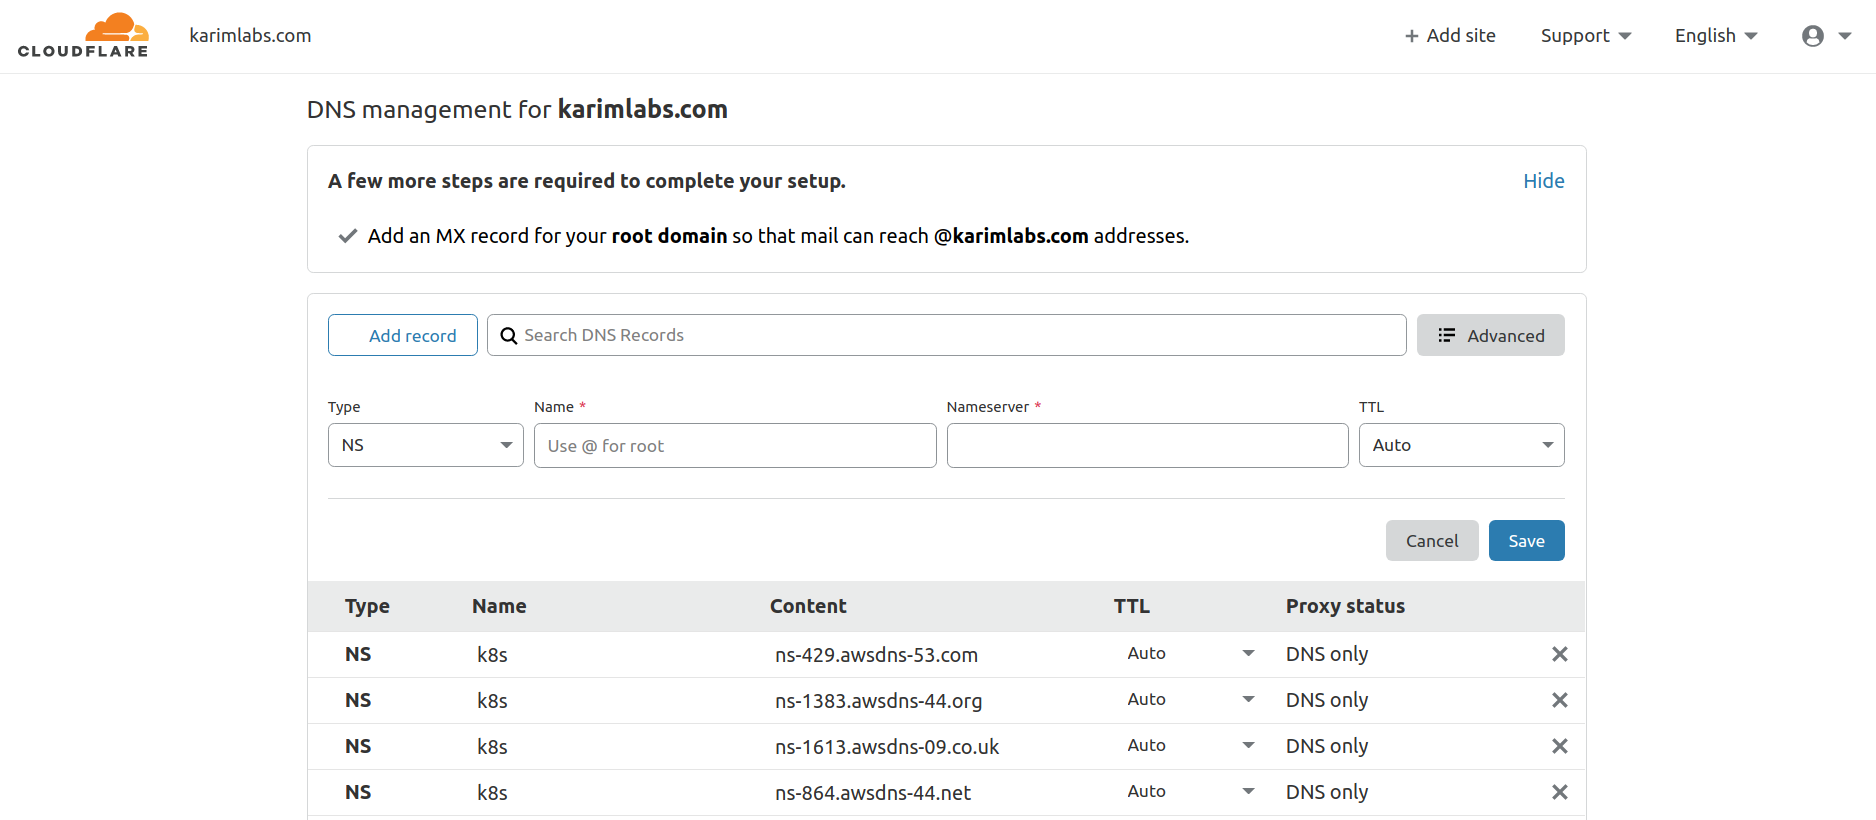 CLOUDFLARE karimlabs.com + Add site Support English
DNS management for karimlabs.com
A few more steps are required to complete your setup. Hide
Add an MX record for your root domain so that mail can reach @karimlabs.com addresses.
Add record Search DNS Records Advanced
Type Name * Nameserver * TTL
NS Use @ for root Auto
Cancel Save
Type Name Content TTL Proxy status
NS k8s ns-429.awsdns-53.com Auto DNS only
NS k8s ns-1383.awsdns-44.org Auto DNS only
NS k8s ns-1613.awsdns-09.co.uk Auto DNS only
NS k8s ns-864.awsdns-44.net Auto DNS only